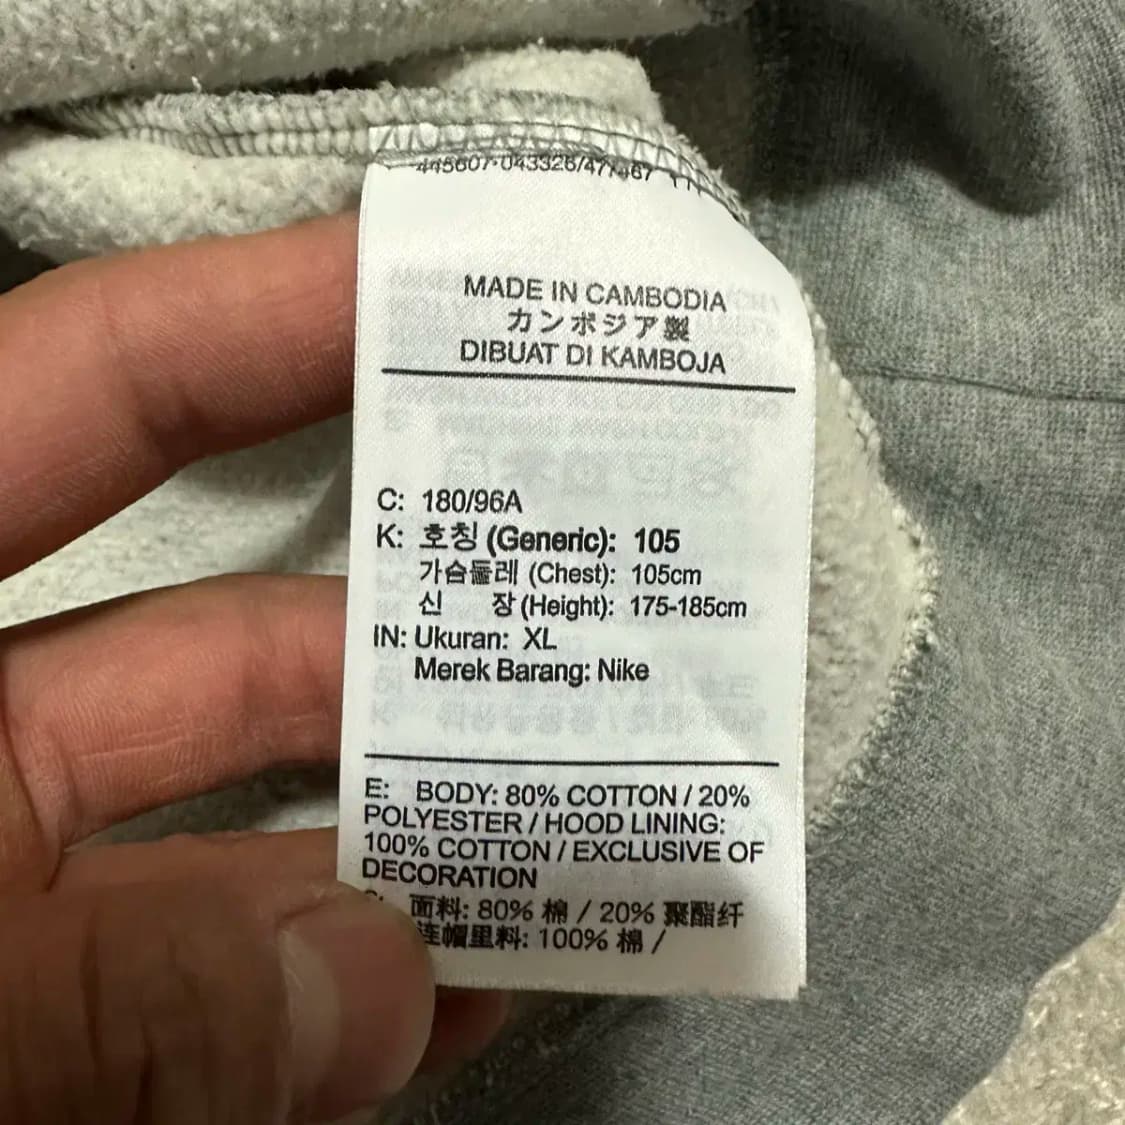 MADE IN CAMBODIA
カンボジア製
DIBUAT DI KAMBOJA
C: 180/96A
K: 호칭 (Generic): 105
가슴둘레 (Chest): 105cm
신 장 (Height): 175-185cm
IN: Ukuran: XL
Merek Barang: Nike
E: BODY: 80% COTTON / 20%
POLYESTER / HOOD LINING:
100% COTTON / EXCLUSIVE OF
DECORATION
面料: 80% 棉 / 20% 聚酯纤
连帽里料: 100% 棉 /